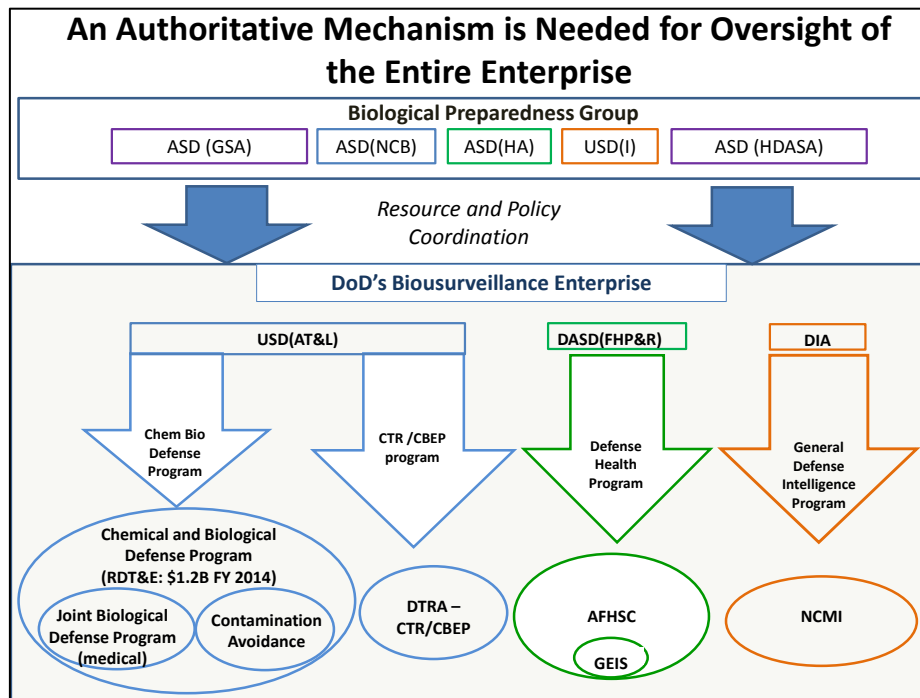 An Authoritative Mechanism is Needed for Oversight of
the Entire Enterprise
Biological Preparedness Group
ASD (GSA)
ASD(NCB)
ASD(HA)
USD(I)
ASD (HDASA)
Resource and Policy
Coordination
DoD's Biousurveillance Enterprise
USD(AT&L)
DASD(FHP&R)
DIA
Chem Bio
Defense
Program
CTR /CBEP
program
Defense
Health
Program
General
Defense
Intelligence
Program
Chemical and Biological
Defense Program
(RDT&E: $1.2B FY 2014)
Joint Biological
Defense Program
(medical)
Contamination
Avoidance
DTRA –
CTR/CBEP
AFHSC
GEIS
NCMI